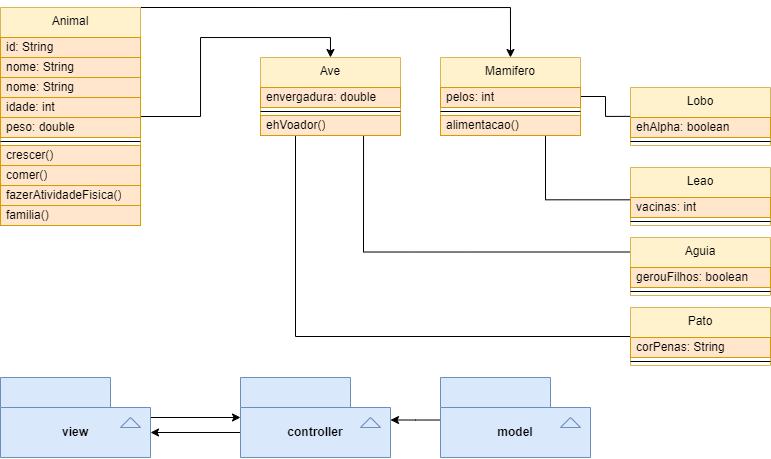 Animal
id: String
nome: String
nome: String
idade: int
peso: double
crescer()
comer()
fazerAtividadeFisica()
familia()
Ave
envergadura: double
ehVoador()
Mamifero
pelos: int
alimentacao()
Lobo
ehAlpha: boolean
Leao
vacinas: int
Aguia
gerouFilhos: boolean
Pato
corPenas: String
view
controller
model